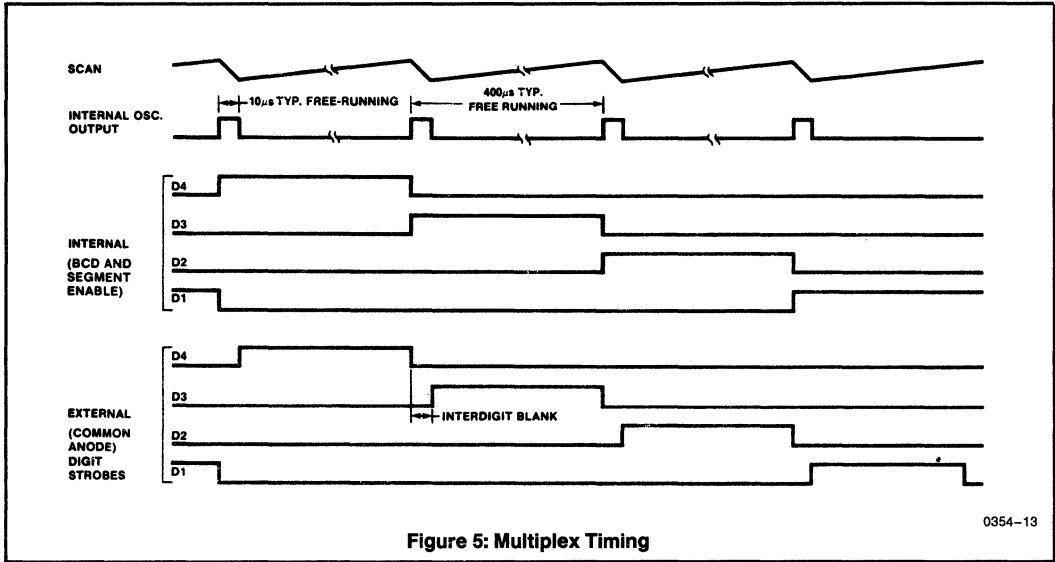 SCAN
10μs TYP. FREE-RUNNING
400μs TYP.
FREE RUNNING
INTERNAL OSC.
OUTPUT
D4
D3
INTERNAL
(BCD AND
SEGMENT
ENABLE)
D2
D1
D4
D3
INTERDIGIT BLANK
EXTERNAL
(COMMON
ANODE)
DIGIT
STROBES
D2
D1
0354–13
Figure 5: Multiplex Timing